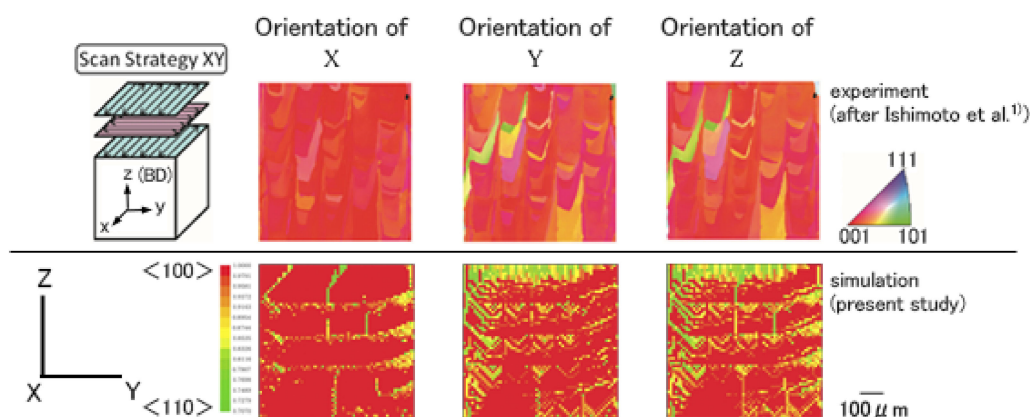 Orientation of X
Orientation of Y
Orientation of Z
Scan Strategy XY
z (BD)
y
x
experiment
(after Ishimoto et al.¹⁾)
111
001
101
<100>
<110>
Z
X
Y
simulation
(present study)
100 μ m